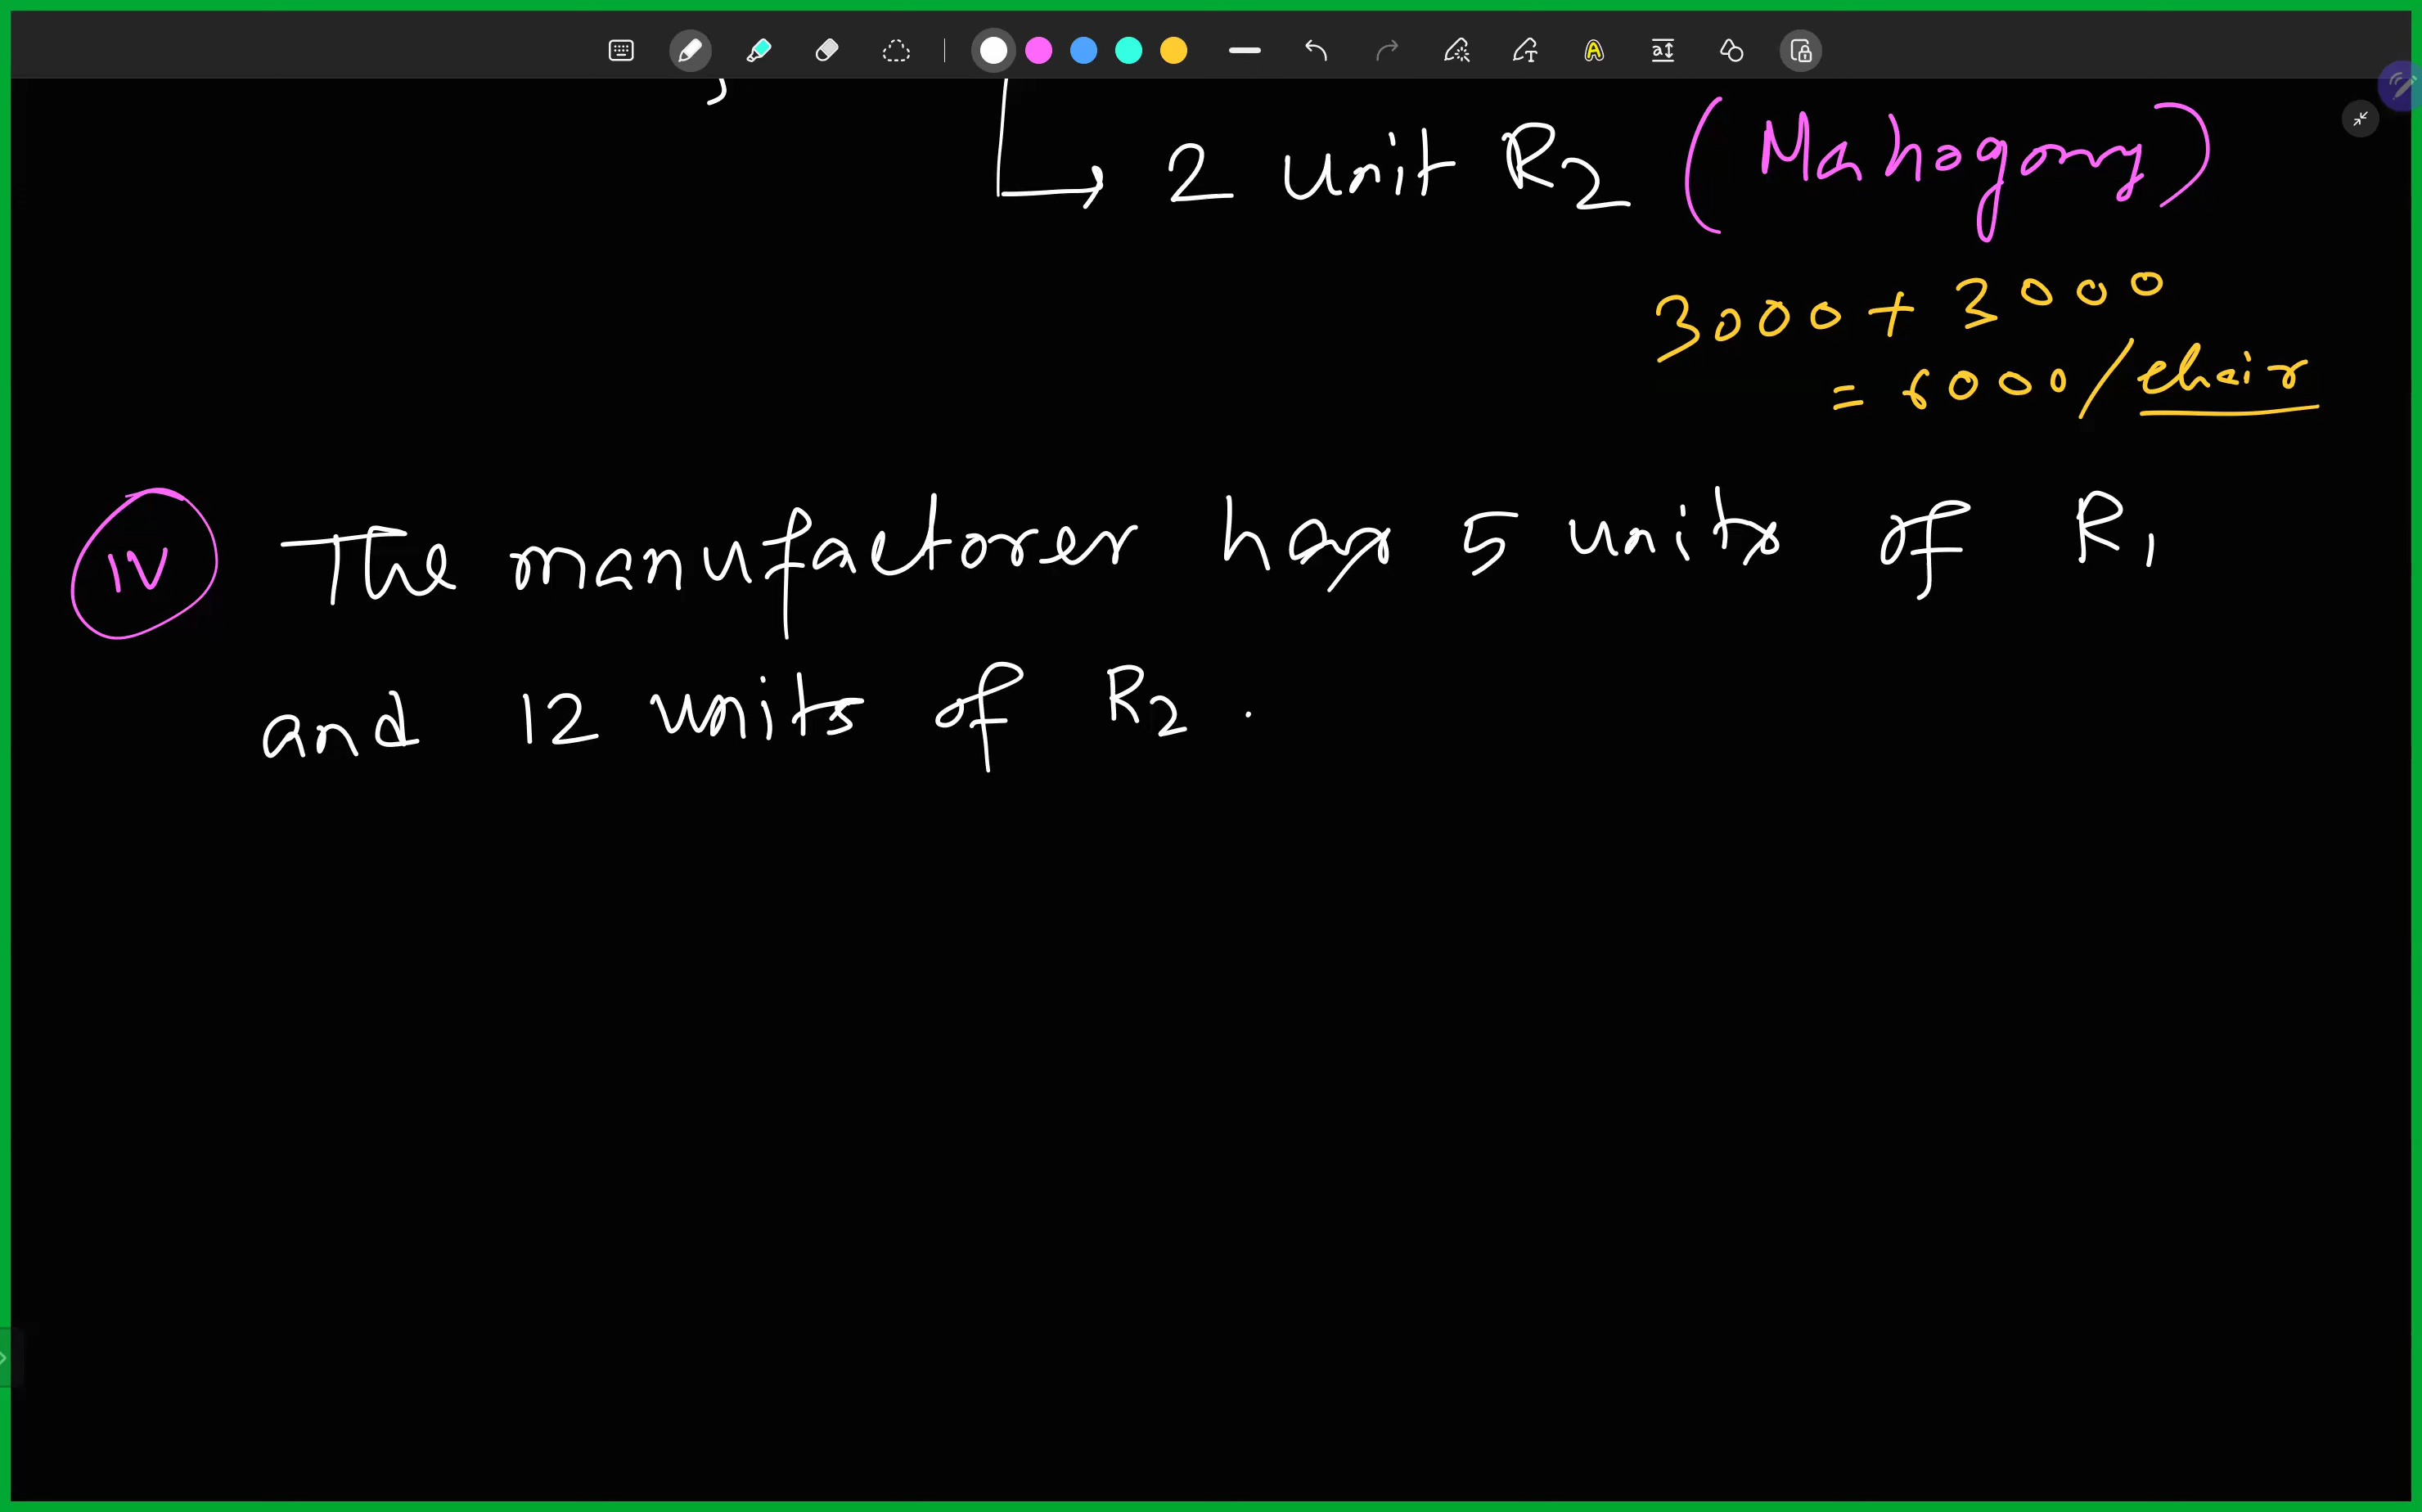 2 unit R2 (Mahogony)
3000 + 3000
= 6000/chair
IV The manufacturer has 5 units of R1
and 12 units of R2.